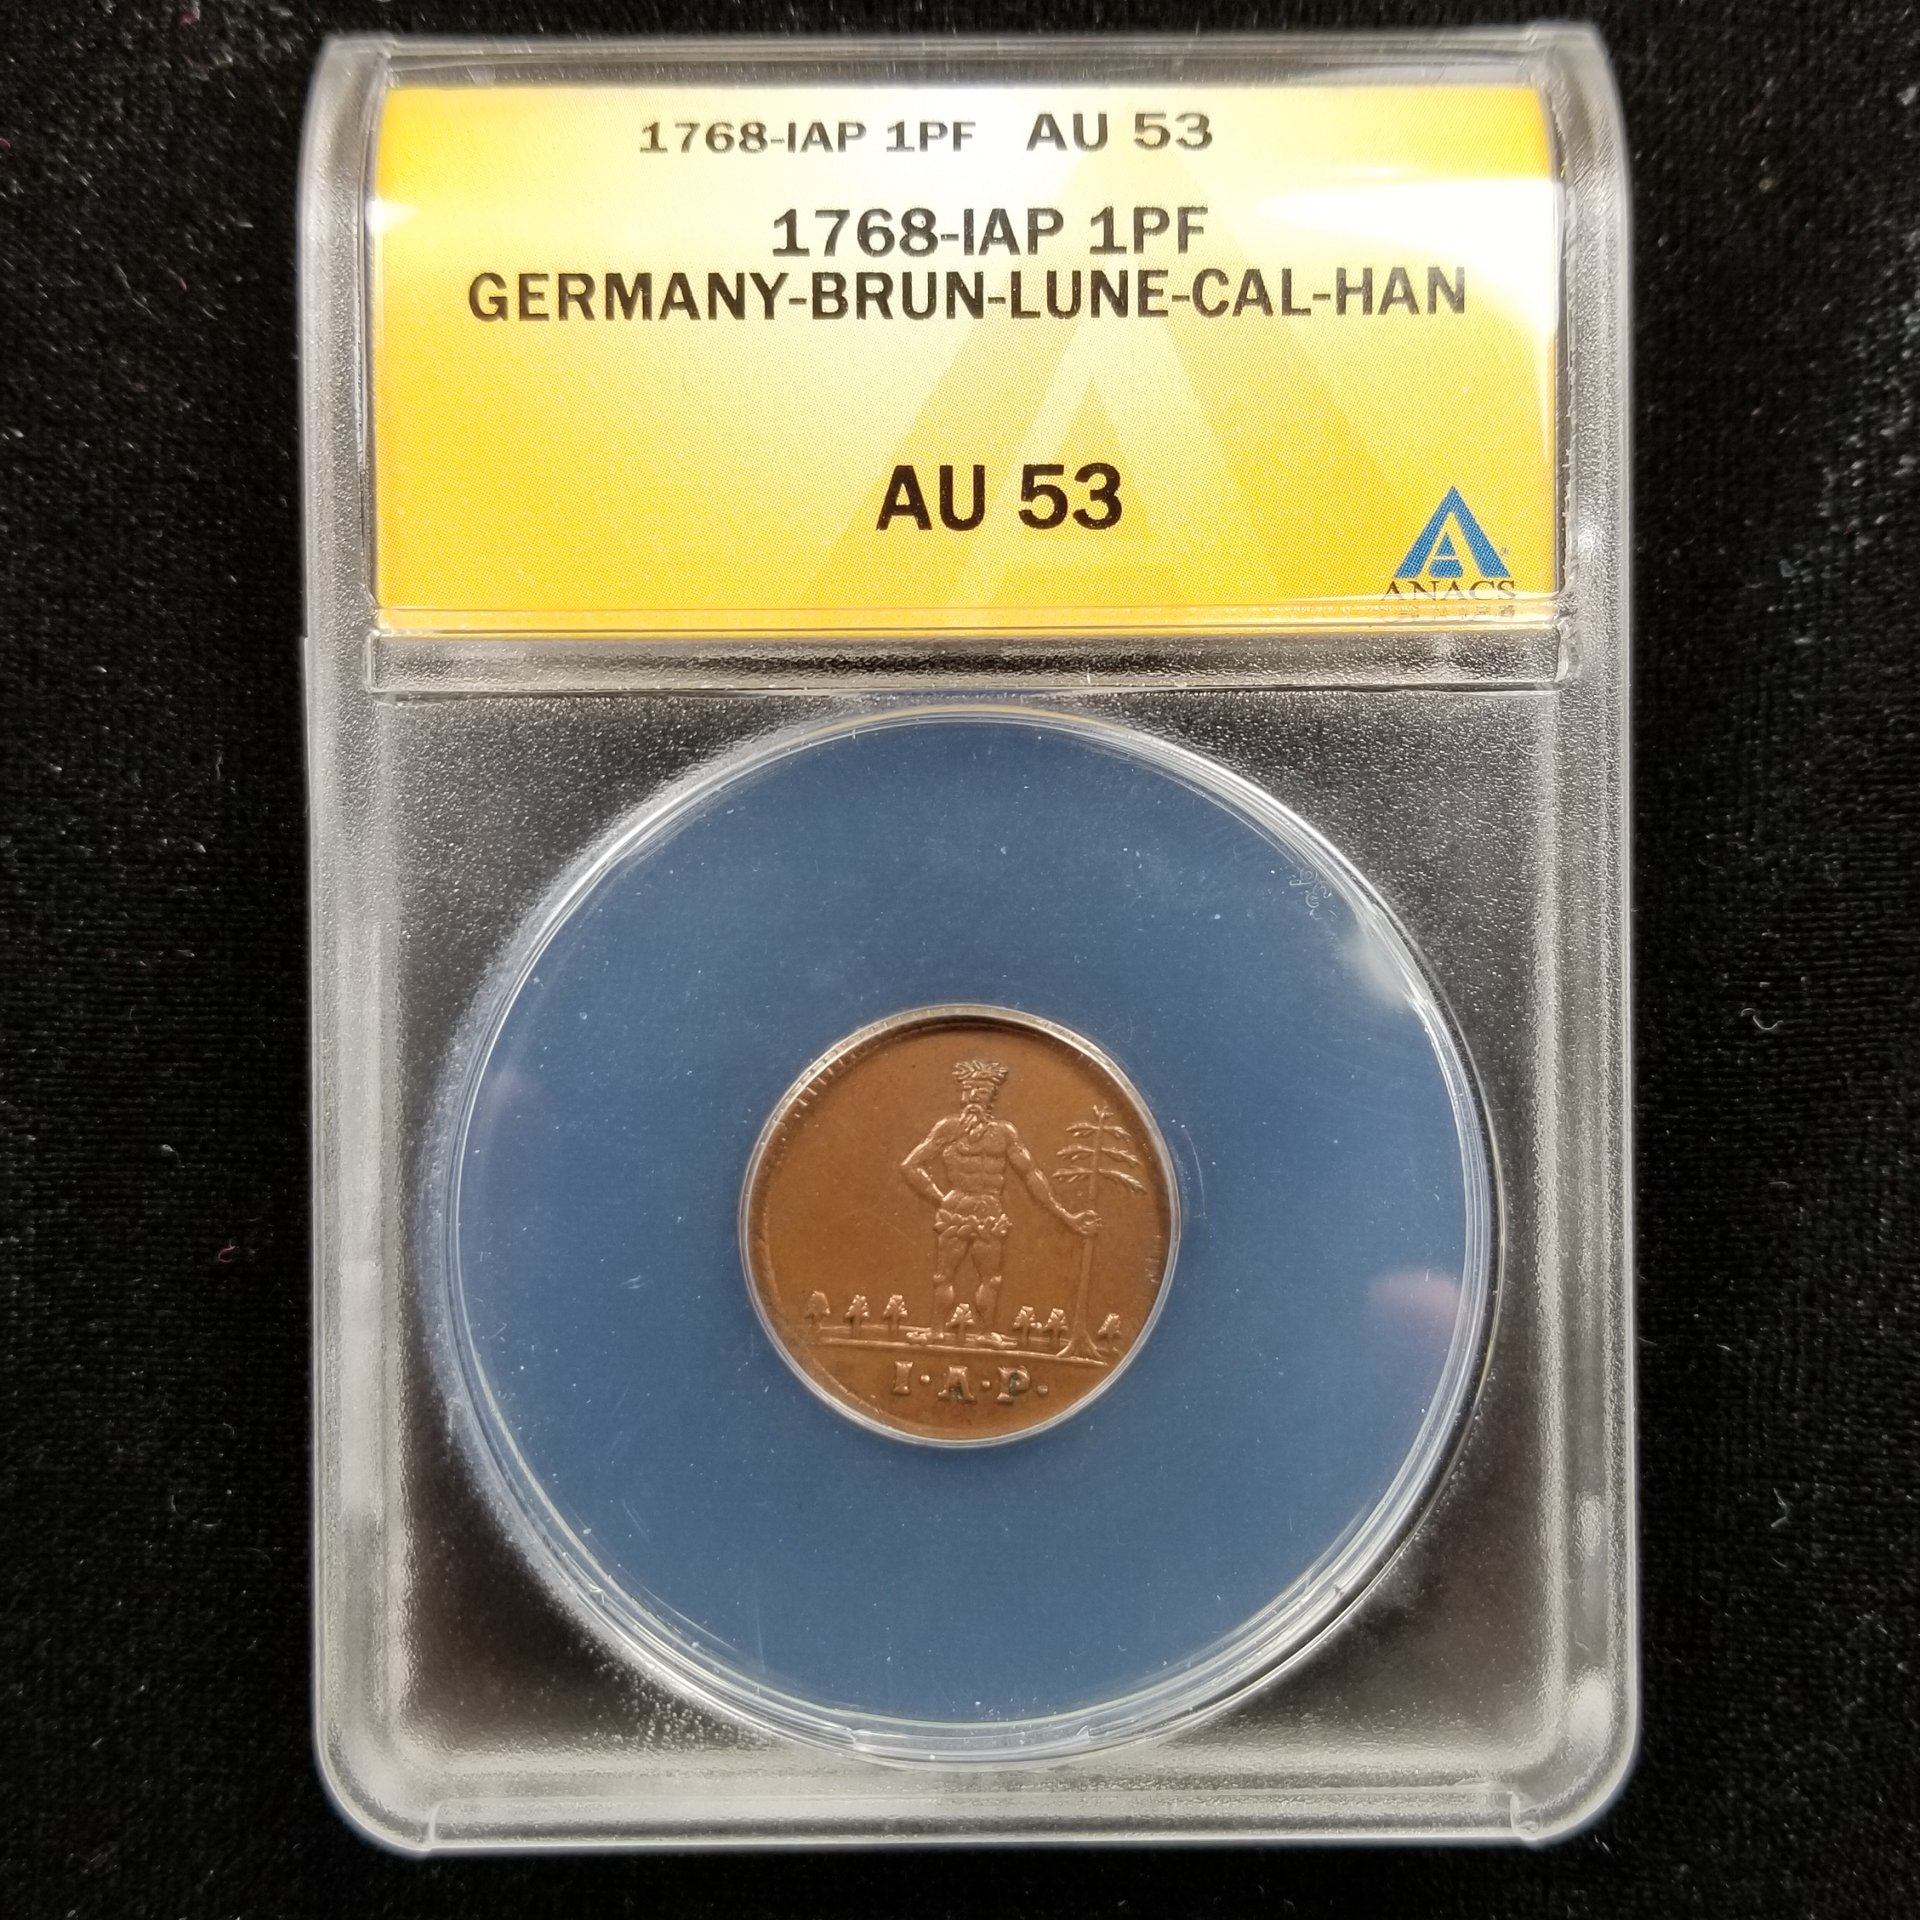 1768-IAP 1PF AU 53
1768-IAP 1PF
GERMANY-BRUN-LUNE-CAL-HAN
AU 53
ANACS
I·A·P·